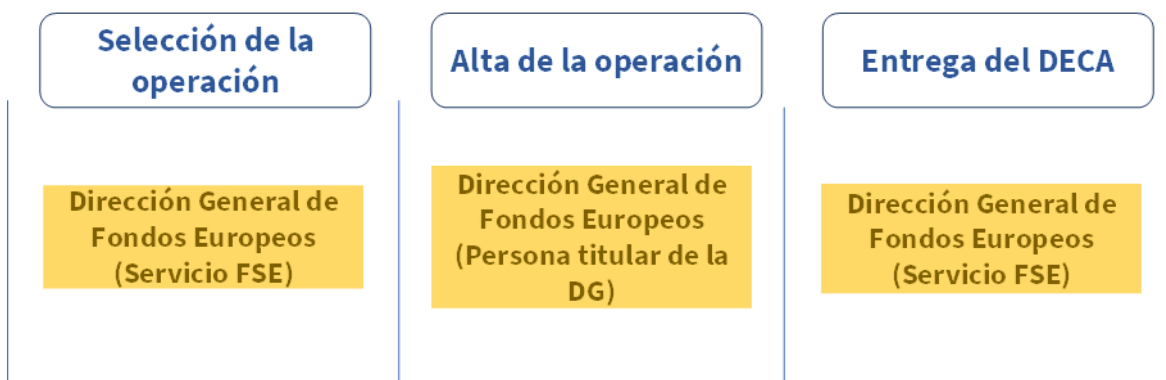 Selección de la
operación
Alta de la operación
Entrega del DECA
Dirección General de
Fondos Europeos
(Servicio FSE)
Dirección General de
Fondos Europeos
(Persona titular de la
DG)
Dirección General de
Fondos Europeos
(Servicio FSE)